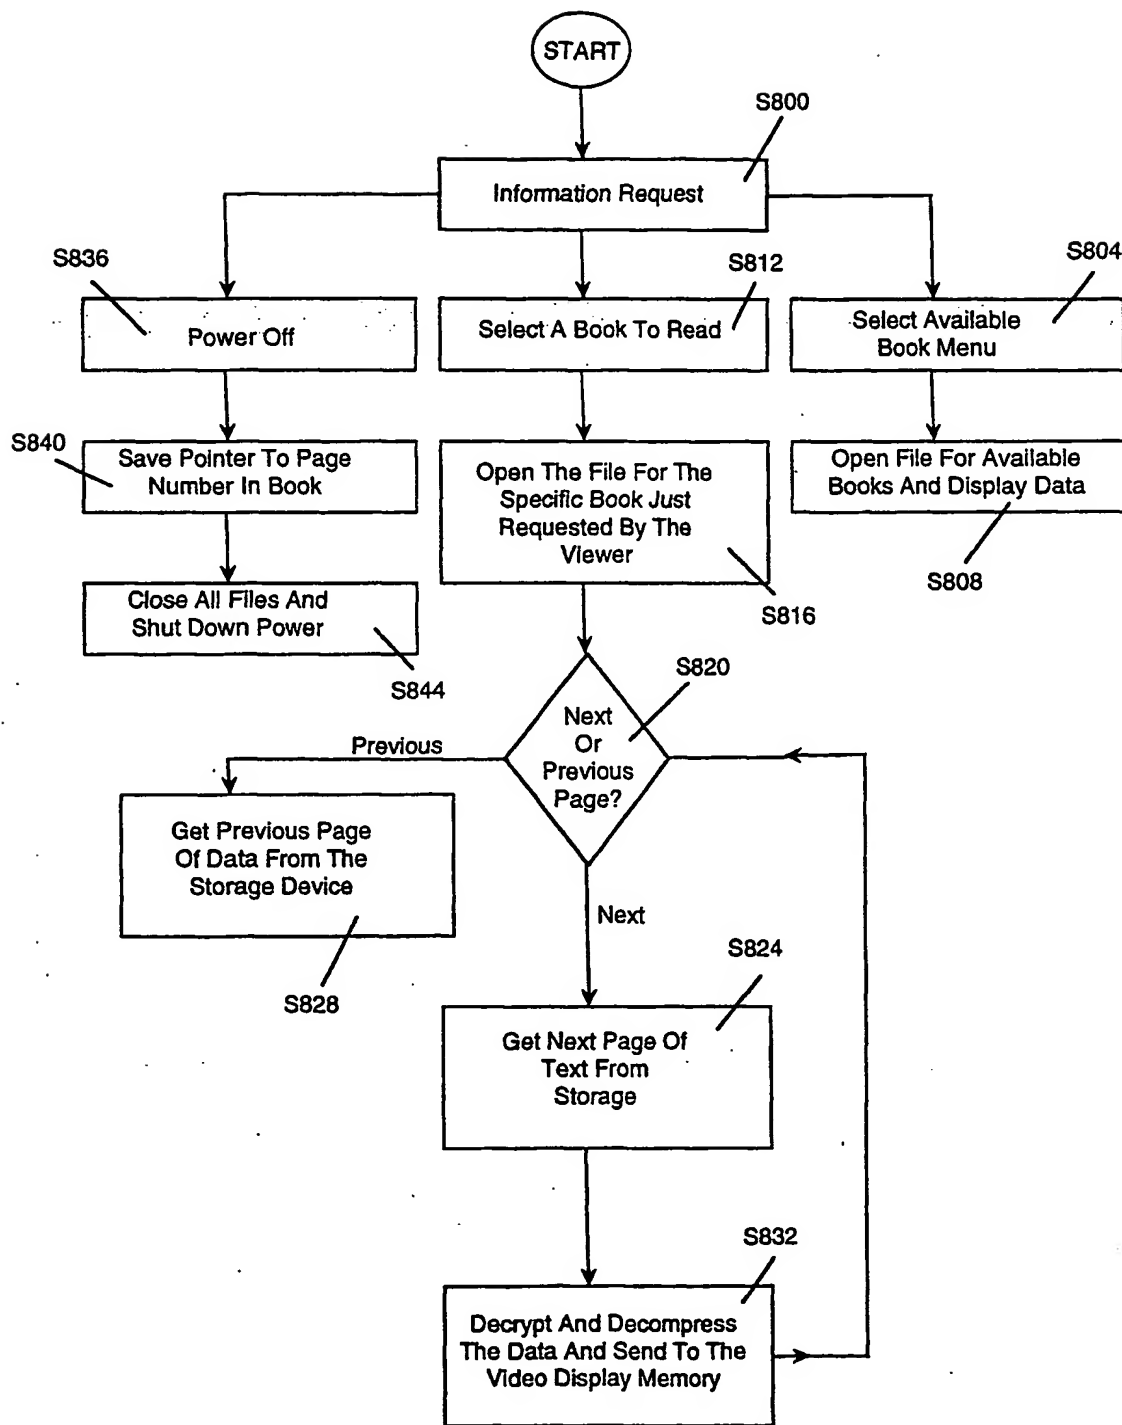 START
S800
Information Request
S836
S812
S804
Power Off
Select A Book To Read
Select Available
Book Menu
S840
Save Pointer To Page
Number In Book
Open The File For The
Specific Book Just
Requested By The
Viewer
Open File For Available
Books And Display Data
S808
Close All Files And
Shut Down Power
S816
S844
S820
Next
Or
Previous
Page?
Previous
Get Previous Page
Of Data From The
Storage Device
Next
S828
S824
Get Next Page Of
Text From
Storage
S832
Decrypt And Decompress
The Data And Send To The
Video Display Memory